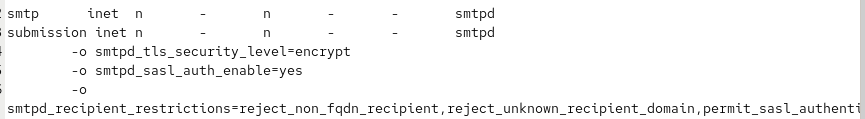 smtp      inet  n       -       n       -       -       smtpd
submission inet n       -       n       -       -       smtpd
        -o smtpd_tls_security_level=encrypt
        -o smtpd_sasl_auth_enable=yes
        -o
smtpd_recipient_restrictions=reject_non_fqdn_recipient,reject_unknown_recipient_domain,permit_sasl_authenti